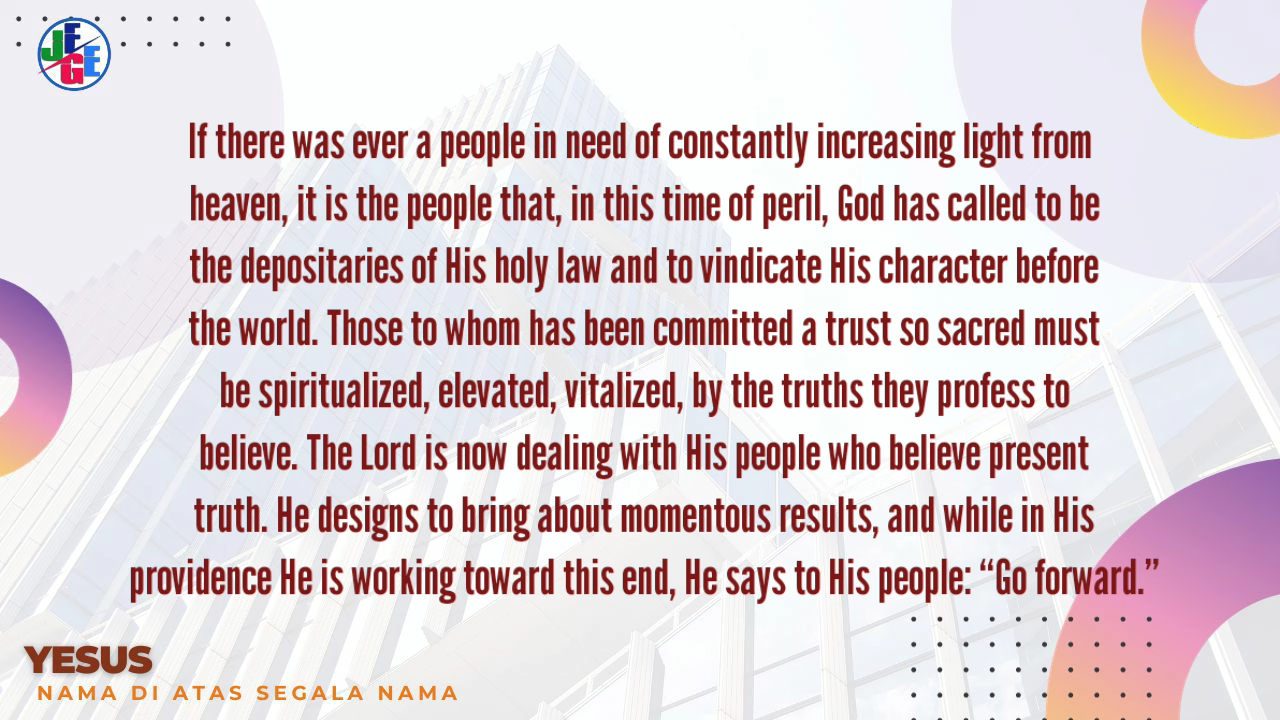 JEGE
If there was ever a people in need of constantly increasing light from
heaven, it is the people that, in this time of peril, God has called to be
the depositaries of His holy law and to vindicate His character before
the world. Those to whom has been committed a trust so sacred must
be spiritualized, elevated, vitalized, by the truths they profess to
believe. The Lord is now dealing with His people who believe present
truth. He designs to bring about momentous results, and while in His
providence He is working toward this end, He says to His people: “Go forward.”
YESUS
NAMA DI ATAS SEGALA NAMA